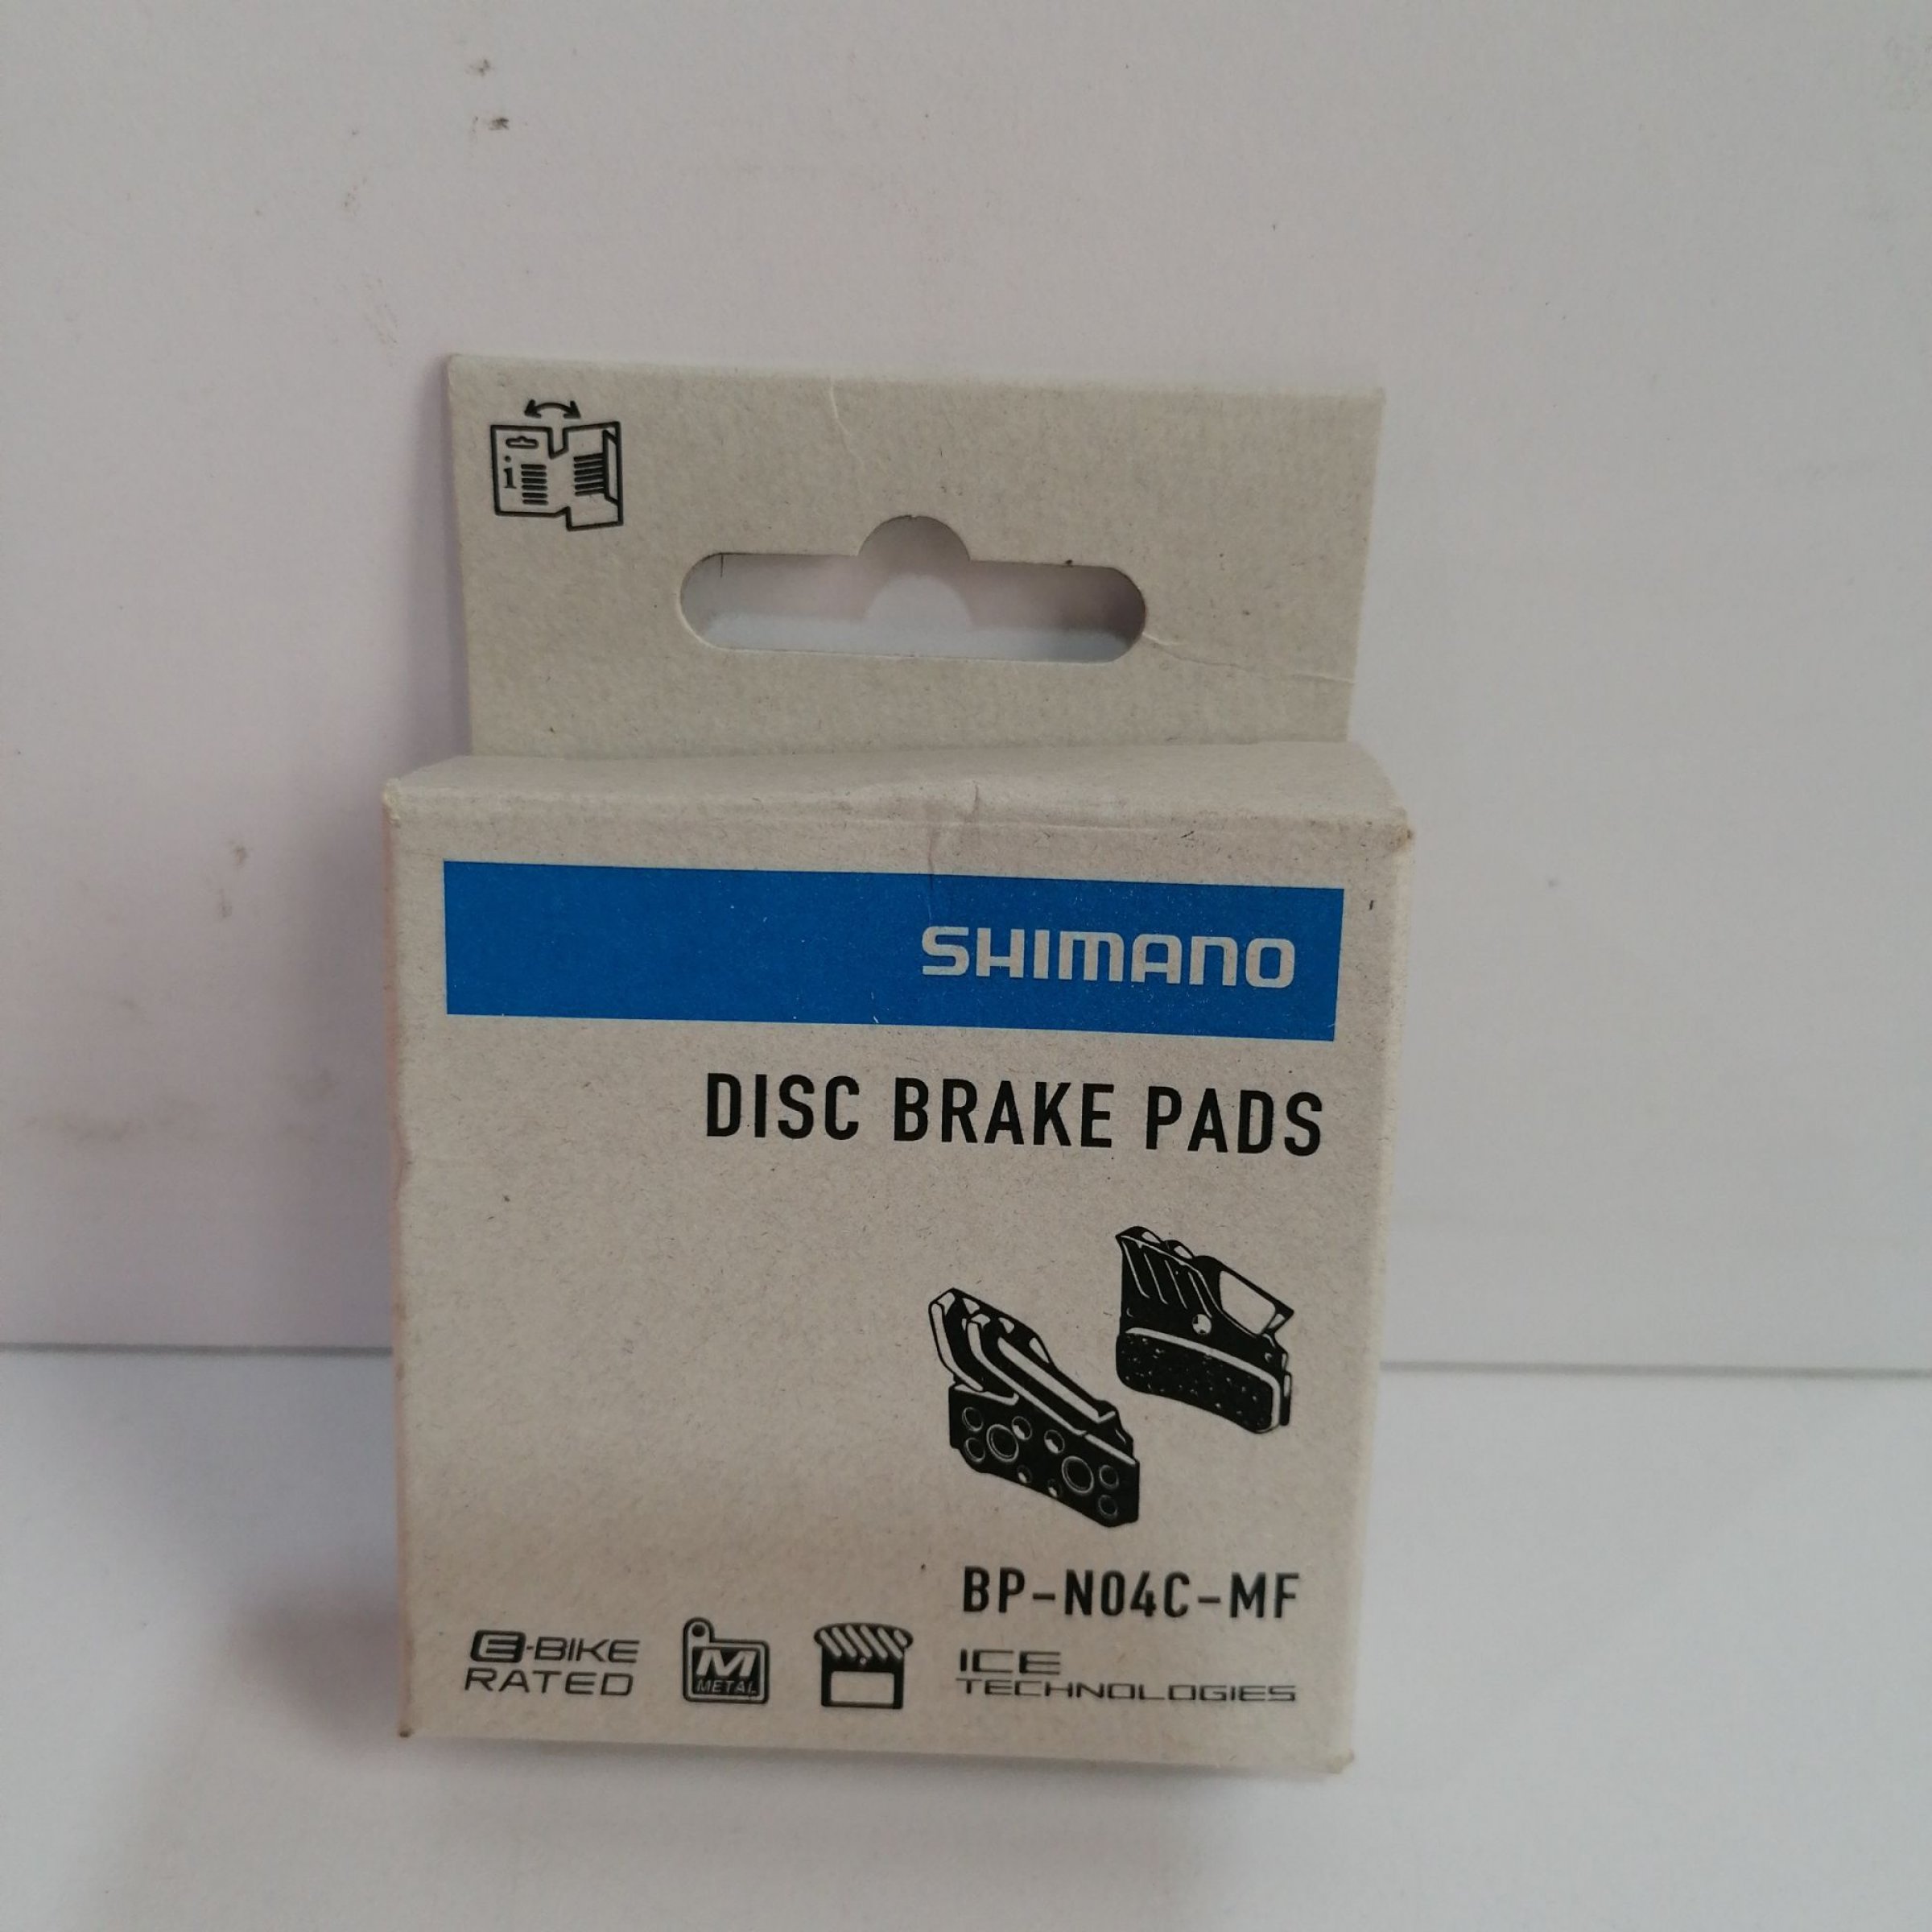 i
SHIMANO
DISC BRAKE PADS
BP-N04C-MF
E-BIKE
RATED
M
METAL
ICE
TECHNOLOGIES